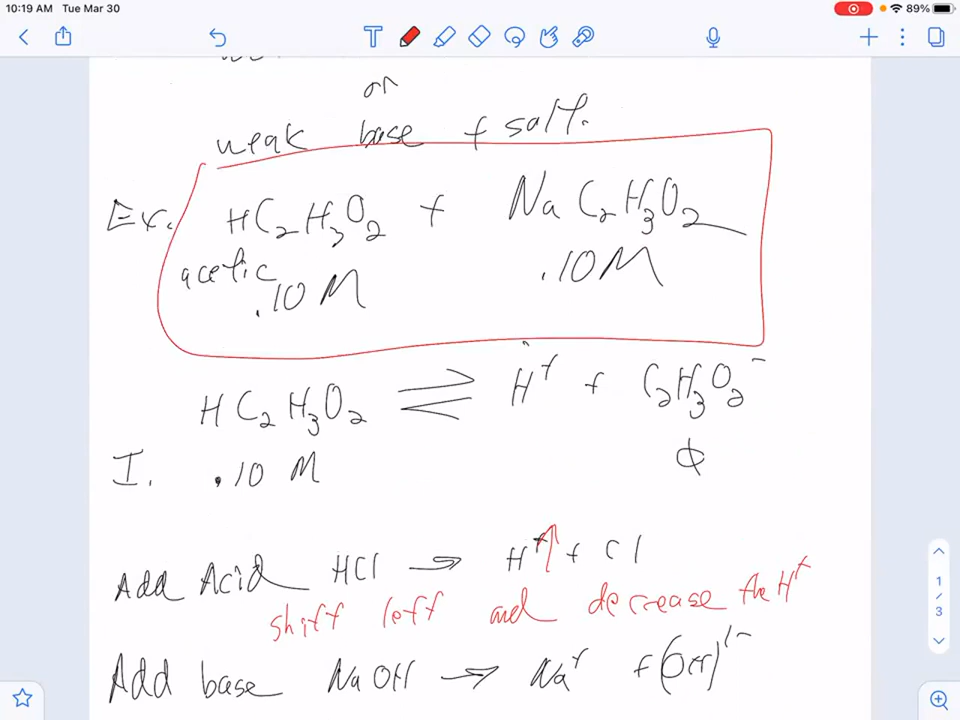 10:19 AM Tue Mar 30 89%
or
weak base + salt.
Ex. HC₂H₃O₂ + NaC₂H₃O₂
acetic
.10 M .10 M
HC₂H₃O₂ ⇌ H⁺ + C₂H₃O₂⁻
I. .10 M ϕ
Add Acid HCl → H⁺↑ + Cl
shift left and decrease the H⁺
Add base NaOH → Na⁺ + (OH)¹⁻
1
/
3